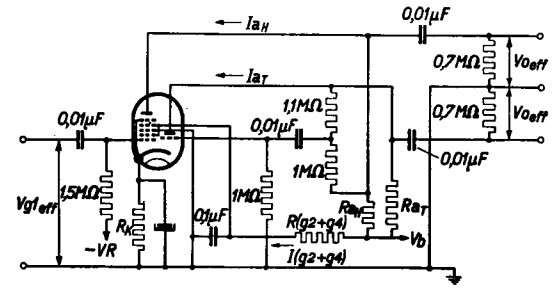 IaH
0,01µF
0,7MΩ
Voeff
IaT
0,01µF
1,1MΩ
0,01µF
0,7MΩ
Voeff
0,01µF
1MΩ
Vg1eff
1,5MΩ
RK
0,1µF
1MΩ
R(g2+g4)
RaH
RaT
-VR
I(g2+g4)
Vb